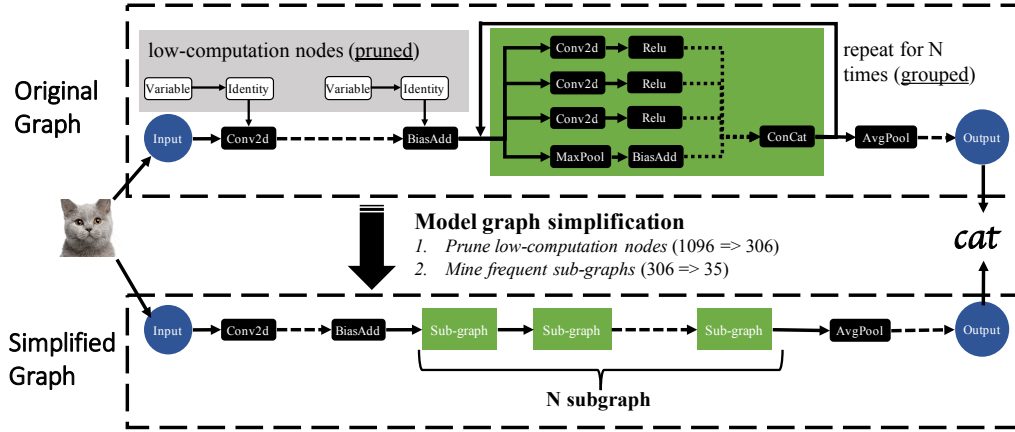 Original
Graph
low-computation nodes (pruned)
Variable
Identity
Variable
Identity
Input
Conv2d
BiasAdd
Conv2d
Relu
Conv2d
Relu
Conv2d
Relu
MaxPool
BiasAdd
ConCat
repeat for N
times (grouped)
AvgPool
Output
Model graph simplification
1. Prune low-computation nodes (1096 => 306)
2. Mine frequent sub-graphs (306 => 35)
cat
Simplified
Graph
Input
Conv2d
BiasAdd
Sub-graph
Sub-graph
Sub-graph
AvgPool
Output
N subgraph